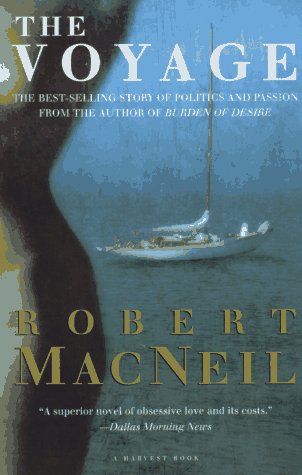 THE
VOYAGE
THE BEST-SELLING STORY OF POLITICS AND PASSION
FROM THE AUTHOR OF BURDEN OF DESIRE
ROBERT
MACNEIL
"A superior novel of obsessive love and its costs."
—Dallas Morning News
A HARVEST BOOK